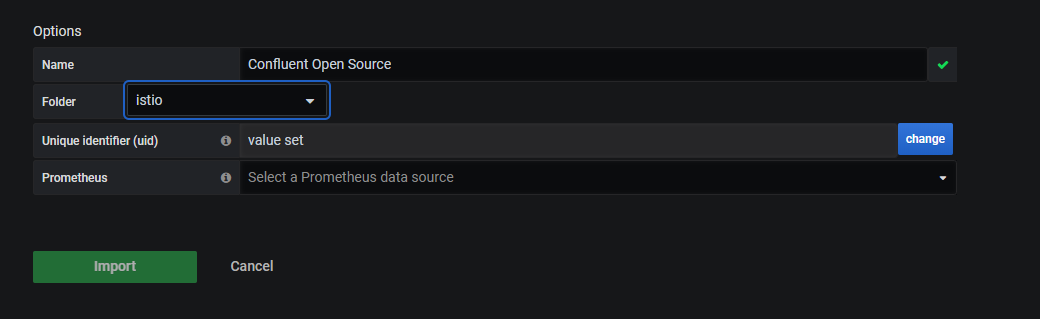 Options
Name Confluent Open Source
Folder istio
Unique identifier (uid) value set change
Prometheus Select a Prometheus data source
Import Cancel